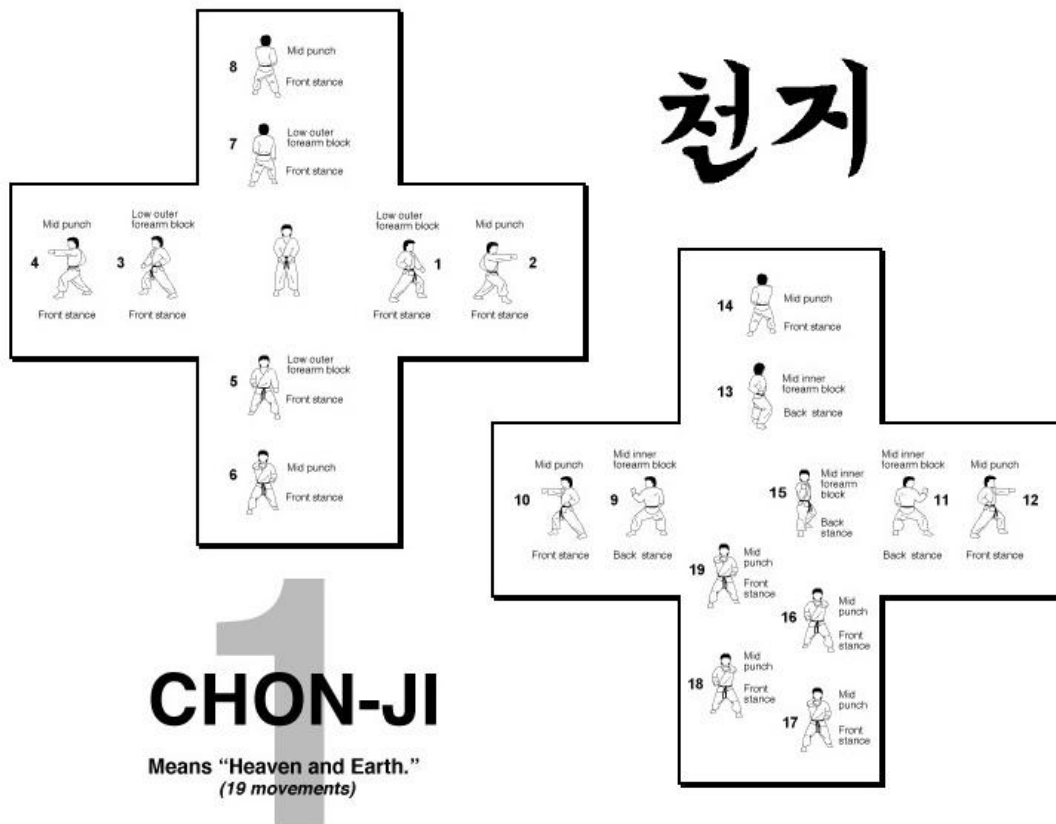 8
Mid punch
Front stance
7
Low outer
forearm block
Front stance
Mid punch
4
Front stance
Low outer
forearm block
3
Front stance
Low outer
forearm block
1
Front stance
Mid punch
2
Front stance
5
Low outer
forearm block
Front stance
6
Mid punch
Front stance
천지
14
Mid punch
Front stance
13
Mid inner
forearm block
Back stance
Mid punch
10
Front stance
Mid inner
forearm block
9
Back stance
15
Mid inner
forearm
block
Back
stance
Mid inner
forearm block
11
Back stance
Mid punch
12
Front stance
19
Mid
punch
Front
stance
16
Mid
punch
Front
stance
18
Mid
punch
Front
stance
17
Mid
punch
Front
stance
1
CHON-JI
Means “Heaven and Earth.”
(19 movements)